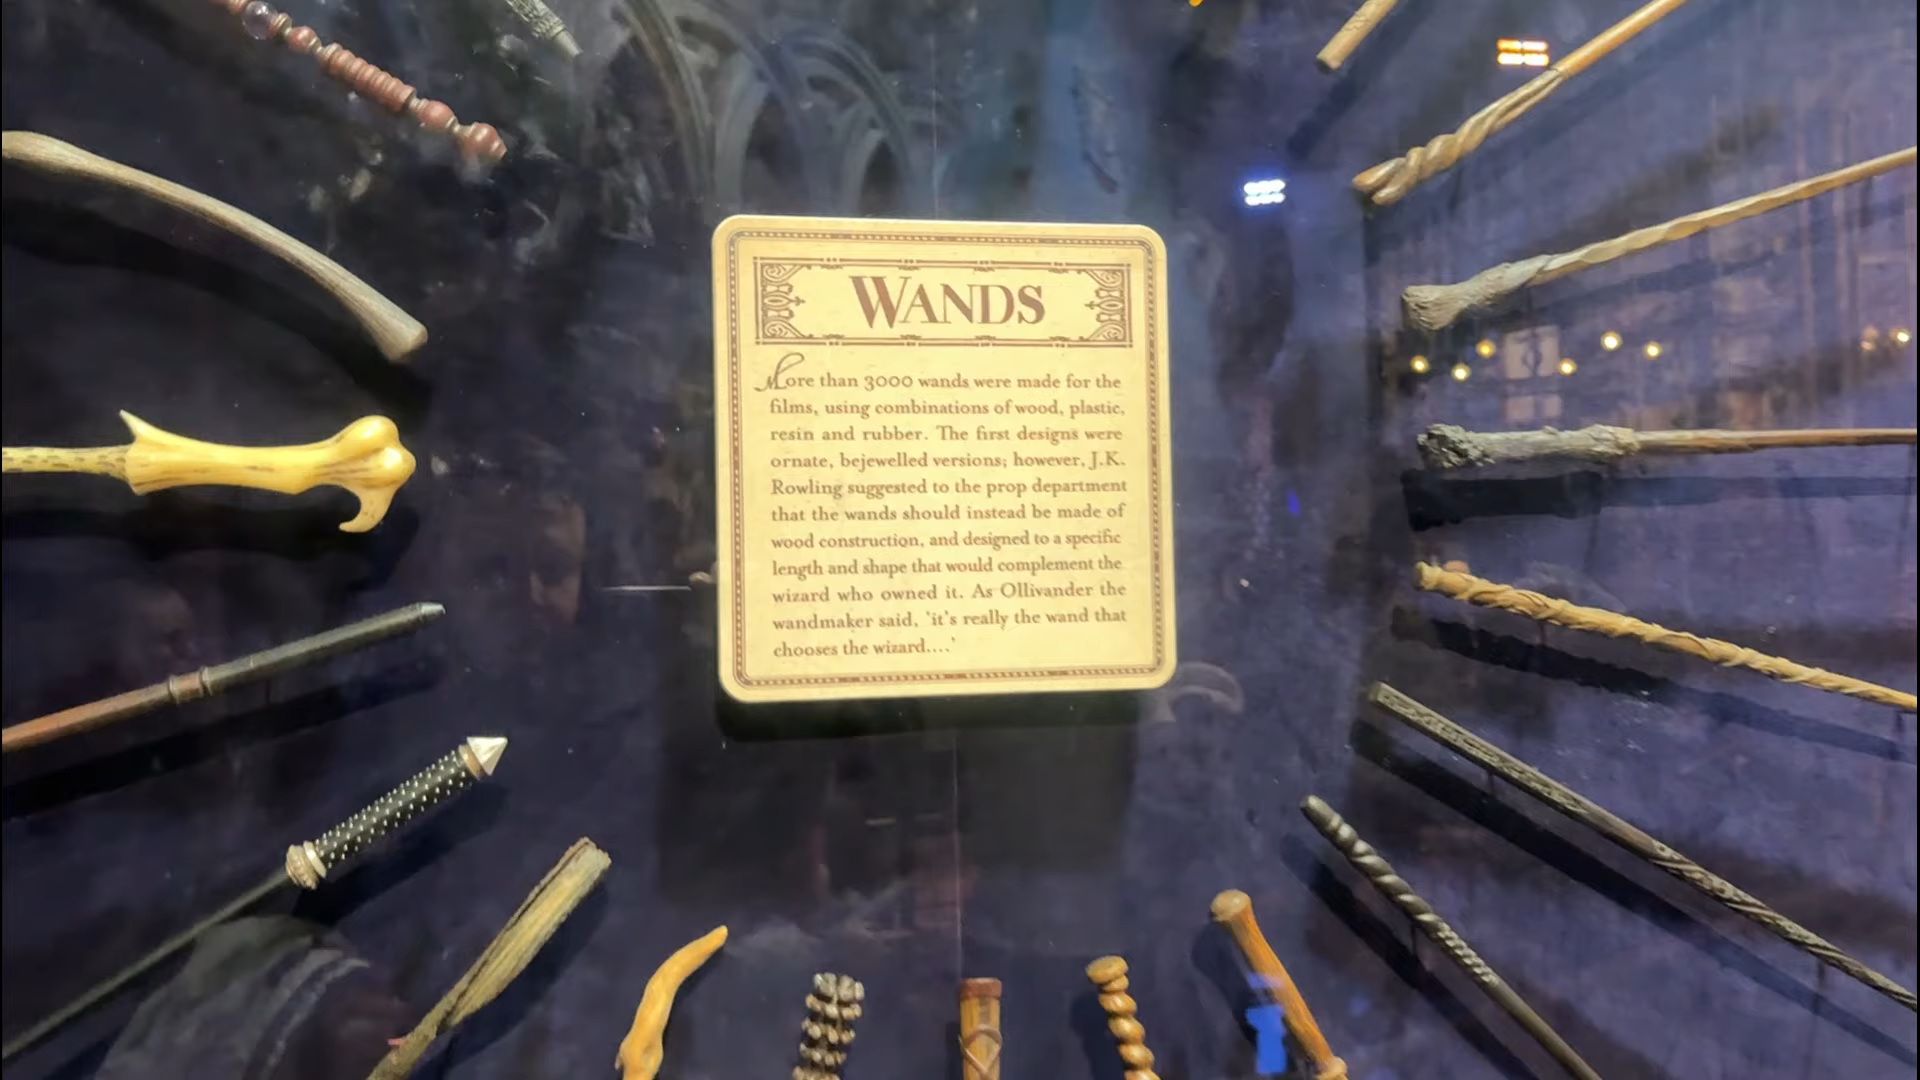 WANDS
More than 3000 wands were made for the
films, using combinations of wood, plastic,
resin and rubber. The first designs were
ornate, bejewelled versions; however, J.K.
Rowling suggested to the prop department
that the wands should instead be made of
wood construction, and designed to a specific
length and shape that would complement the
wizard who owned it. As Ollivander the
wandmaker said, 'it's really the wand that
chooses the wizard....'